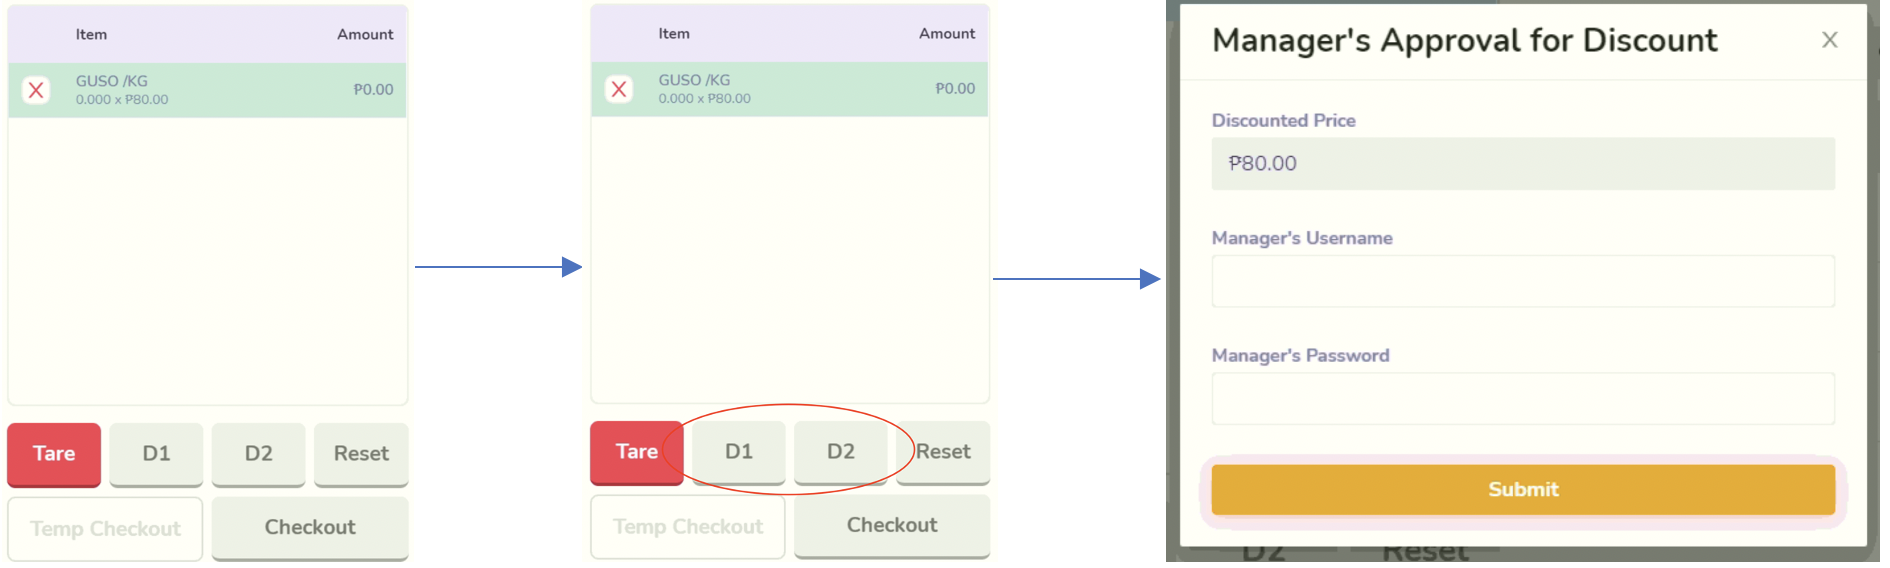 Item Amount
GUSO /KG
0.000 x ₱80.00 ₱0.00
Tare D1 D2 Reset
Temp Checkout Checkout
Item Amount
GUSO /KG
0.000 x ₱80.00 ₱0.00
Tare D1 D2 Reset
Temp Checkout Checkout
Manager's Approval for Discount X
Discounted Price
₱80.00
Manager's Username
Manager's Password
Submit
D2 Reset